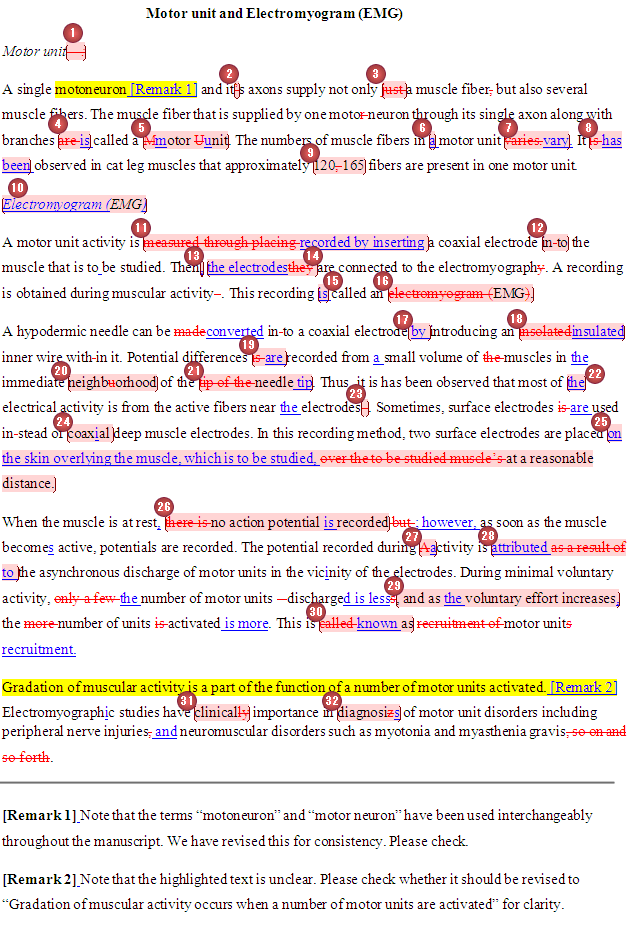 Motor unit and Electromyogram (EMG)
1
Motor unit .
2 3
A single motoneuron [Remark 1] and it's axons supply not only just a muscle fiber, but also several
muscle fibers. The muscle fiber that is supplied by one motor-neuron through its single axon along with
4 5 6 7 8
branches are is called a Mmotor Uunit. The numbers of muscle fibers in a motor unit varies.vary. It is has
been observed in cat leg muscles that approximately 120,-165 fibers are present in one motor unit.
9
10
Electromyogram (EMG)
11 12
A motor unit activity is measured through placing recorded by inserting a coaxial electrode in-to the
13 14
muscle that is to be studied. Then, the electrodesthey are connected to the electromyography. A recording
15 16
is obtained during muscular activity-. This recording is called an electromyogram (EMG).
17 18
A hypodermic needle can be madeconverted in-to a coaxial electrode by introducing an insolatedinsulated
19
inner wire with-in it. Potential differences is are recorded from a small volume of the muscles in the
20 21 22
immediate neighbuorhood of the tip of the needle tip. Thus, it is has been observed that most of the
23
electrical activity is from the active fibers near the electrodes. Sometimes, surface electrodes is are used
24 25
in-stead of coaxial deep muscle electrodes. In this recording method, two surface electrodes are placed on
the skin overlying the muscle, which is to be studied, over the to be studied muscle's at a reasonable
distance.
26
When the muscle is at rest, there is no action potential is recorded but ; however, as soon as the muscle
27 28
becomes active, potentials are recorded. The potential recorded during Aactivity is attributed as a result of
to the asynchronous discharge of motor units in the vicinity of the electrodes. During minimal voluntary
29
activity, only a few the number of motor units —discharged is less, and as the voluntary effort increases,
30
the more number of units is activated is more. This is called known as recruitment of motor units
recruitment.
Gradation of muscular activity is a part of the function of a number of motor units activated. [Remark 2]
31 32
Electromyographic studies have clinically importance in diagnosizs of motor unit disorders including
peripheral nerve injuries, and neuromuscular disorders such as myotonia and myasthenia gravis, so on and
so forth.
[Remark 1] Note that the terms “motoneuron” and “motor neuron” have been used interchangeably
throughout the manuscript. We have revised this for consistency. Please check.
[Remark 2] Note that the highlighted text is unclear. Please check whether it should be revised to
“Gradation of muscular activity occurs when a number of motor units are activated” for clarity.